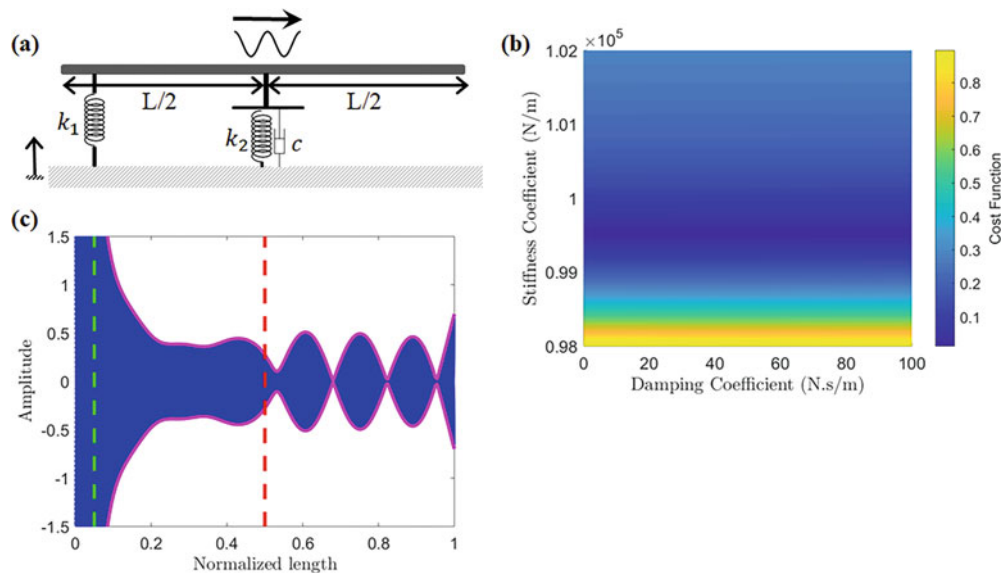 (a)
L/2
L/2
k₁
k₂
c
(b)
×10⁵
1.02
1.01
1
0.99
0.98
0
20
40
60
80
100
Stiffness Coefficient (N/m)
Damping Coefficient (N.s/m)
0.8
0.7
0.6
0.5
0.4
0.3
0.2
0.1
Cost Function
(c)
1.5
1
0.5
0
-0.5
-1
-1.5
0
0.2
0.4
0.6
0.8
1
Amplitude
Normalized length